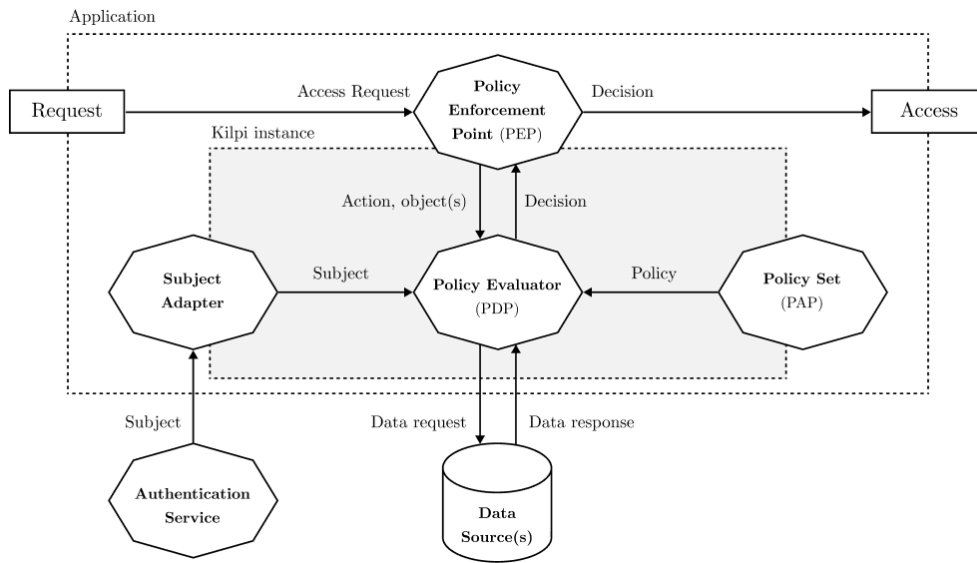 Application
Request
Access Request
Policy
Enforcement
Point (PEP)
Decision
Access
Kilpi instance
Action, object(s)
Decision
Subject
Adapter
Subject
Policy Evaluator
(PDP)
Policy
Policy Set
(PAP)
Subject
Data request
Data response
Authentication
Service
Data
Source(s)